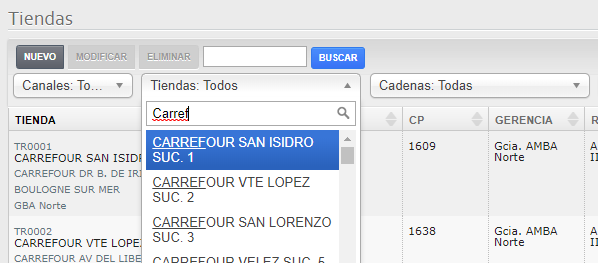 Tiendas
NUEVO MODIFICAR ELIMINAR BUSCAR
Canales: To... Tiendas: Todos Cadenas: Todas
Carref
TIENDA CP GERENCIA
CARREFOUR SAN ISIDRO
SUC. 1
CARREFOUR VTE LOPEZ
SUC. 2
CARREFOUR SAN LORENZO
SUC. 3
CARREFOUR VELEZ SUC. 5
TR0001 1609 Gcia. AMBA
CARREFOUR SAN ISID Norte
CARREFOUR DR B. DE IR
BOULOGNE SUR MER
GBA Norte
TR0002 1638 Gcia. AMBA
CARREFOUR VTE LOPE Norte
CARREFOUR AV DEL LIBE